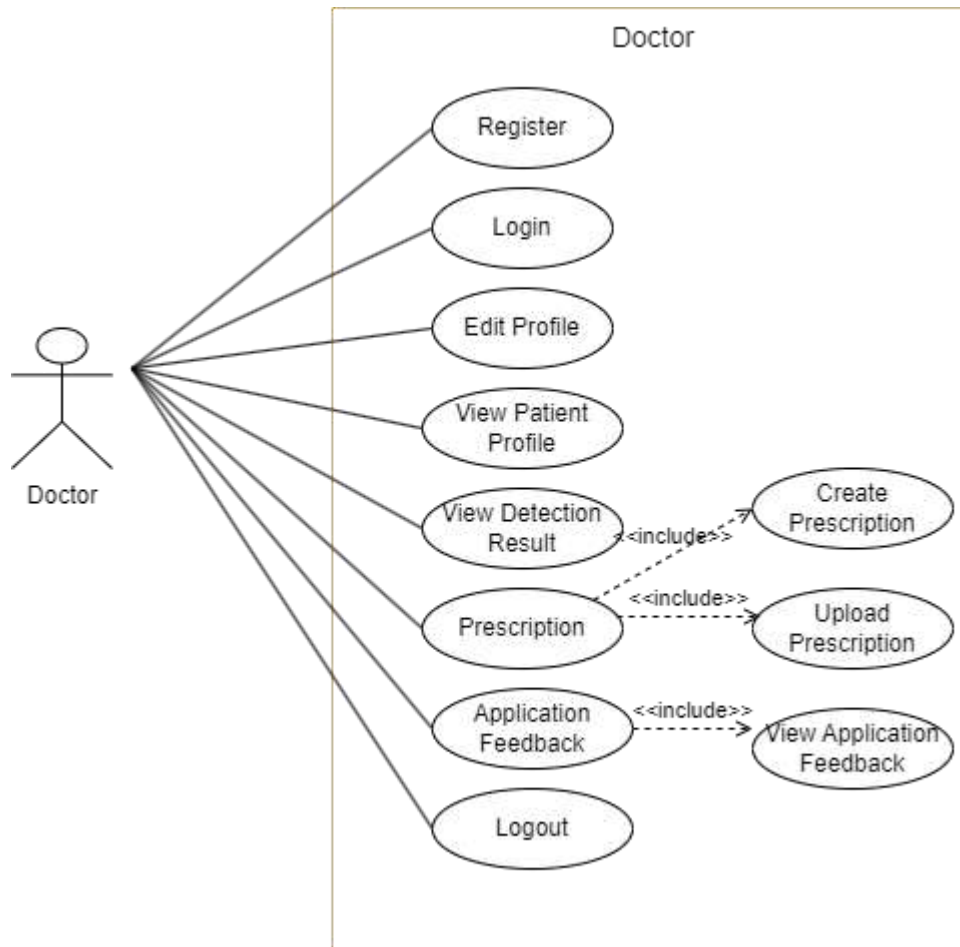 Doctor
Register
Login
Edit Profile
View Patient
Profile
Doctor
View Detection
Result
<<include>>
Create
Prescription
Prescription
<<include>>
Upload
Prescription
Application
Feedback
<<include>>
View Application
Feedback
Logout